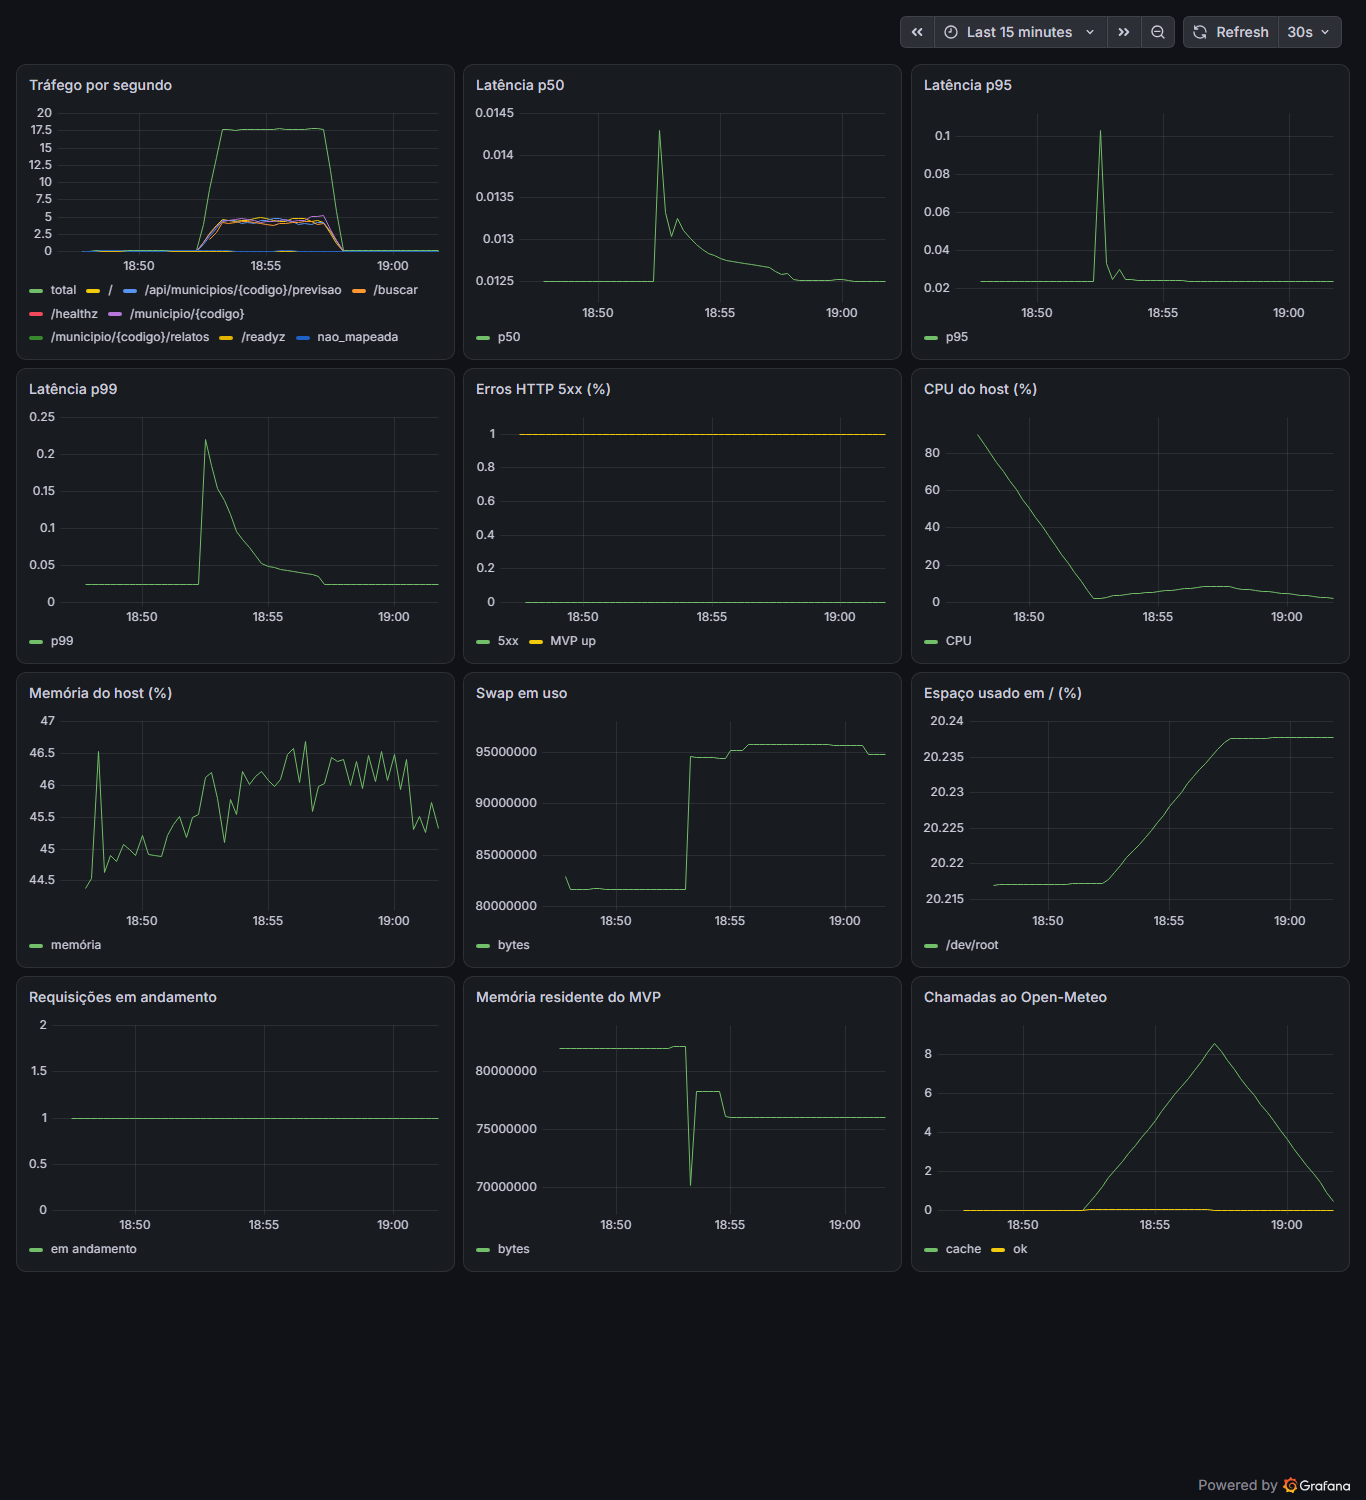 Last 15 minutes Refresh 30s
Tráfego por segundo
20
17.5
15
12.5
10
7.5
5
2.5
0
18:50 18:55 19:00
total / /api/municipios/{codigo}/previsao /buscar
/healthz /municipio/{codigo}
/municipio/{codigo}/relatos /readyz nao_mapeada
Latência p50
0.0145
0.014
0.0135
0.013
0.0125
18:50 18:55 19:00
p50
Latência p95
0.1
0.08
0.06
0.04
0.02
18:50 18:55 19:00
p95
Latência p99
0.25
0.2
0.15
0.1
0.05
0
18:50 18:55 19:00
p99
Erros HTTP 5xx (%)
1
0.8
0.6
0.4
0.2
0
18:50 18:55 19:00
5xx MVP up
CPU do host (%)
80
60
40
20
0
18:50 18:55 19:00
CPU
Memória do host (%)
47
46.5
46
45.5
45
44.5
18:50 18:55 19:00
memória
Swap em uso
95000000
90000000
85000000
80000000
18:50 18:55 19:00
bytes
Espaço usado em / (%)
20.24
20.235
20.23
20.225
20.22
20.215
18:50 18:55 19:00
/dev/root
Requisições em andamento
2
1.5
1
0.5
0
18:50 18:55 19:00
em andamento
Memória residente do MVP
80000000
75000000
70000000
18:50 18:55 19:00
bytes
Chamadas ao Open-Meteo
8
6
4
2
0
18:50 18:55 19:00
cache ok
Powered by Grafana